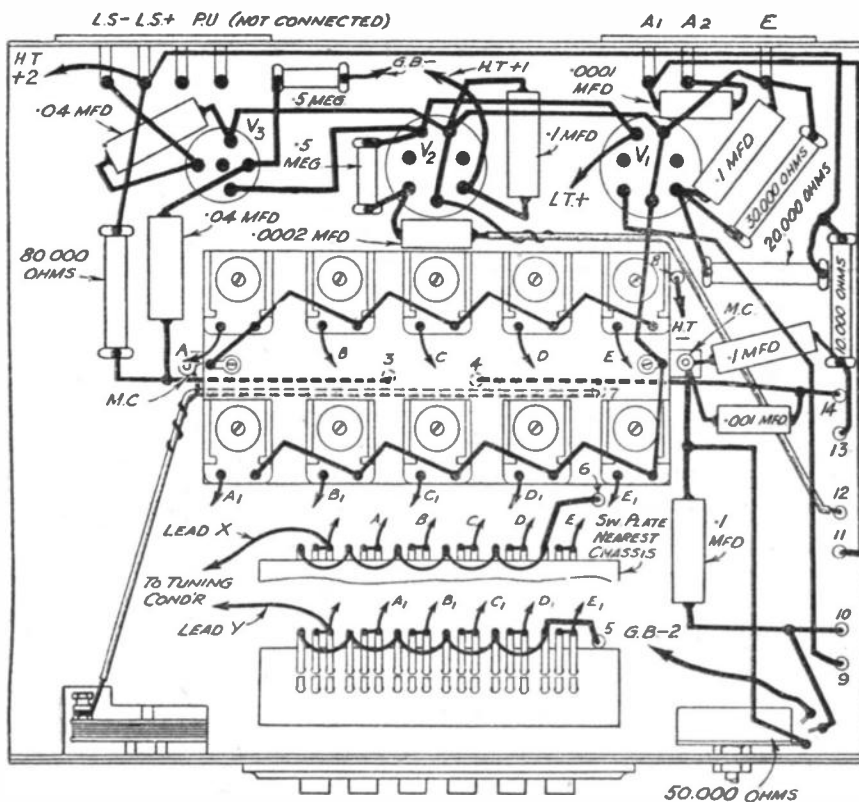 L.S- L.S+ P.U (NOT CONNECTED)
A1 A2 E
H.T
+2
G.B-
H.T+1
.0001
MFD
.04 MFD
.5 MEG
V3
.5
MEG
V2
.1 MFD
V1
.1 MFD
L.T.+
30.000 OHMS
20.000 OHMS
.04 MFD
.0002 MFD
80 000
OHMS
10.000 OHMS
8
H.T
-
M.C
A
B
C
D
E
.1 MFD
M.C
3
4
7
14
.001 MFD
13
A1
B1
C1
D1
E1
6
12
LEAD X
A
B
C
D
E
SW. PLATE
NEAREST
CHASSIS
.1
MFD
11
TO TUNING
COND'R
A1
B1
C1
D1
E1
LEAD Y
5
G.B-2
10
9
50.000 OHMS